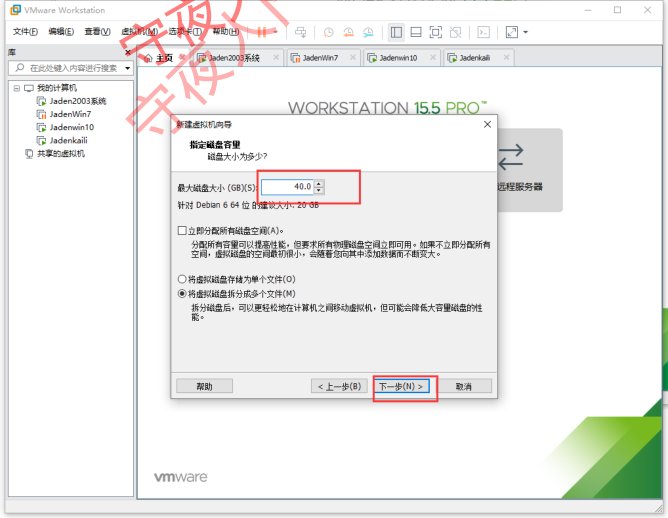 VMware Workstation
文件(F) 编辑(E) 查看(V) 虚拟机(M) 选项卡(T) 帮助(H)
守夜人
守夜人
库
在此处键入内容进行搜索
我的计算机
Jaden2003系统
JadenWin7
Jadenwin10
Jadenkaili
共享的虚拟机
主页 Jaden2003系统 JadenWin7 Jadenwin10 Jadenkaili
WORKSTATION 15.5 PRO™
远程服务器
新建虚拟机向导
指定磁盘容量
磁盘大小为多少?
最大磁盘大小 (GB)(S): 40.0
针对 Debian 6 64 位 的建议大小: 20 GB
立即分配所有磁盘空间(A)。
分配所有容量可以提高性能，但要求所有物理磁盘空间立即可用。如果不立即分配所有
空间，虚拟磁盘的空间最初很小，会随着您向其中添加数据而不断变大。
将虚拟磁盘存储为单个文件(O)
将虚拟磁盘拆分成多个文件(M)
拆分磁盘后，可以更轻松地在计算机之间移动虚拟机，但可能会降低大容量磁盘的性
能。
帮助 < 上一步(B) 下一步(N) > 取消
vmware